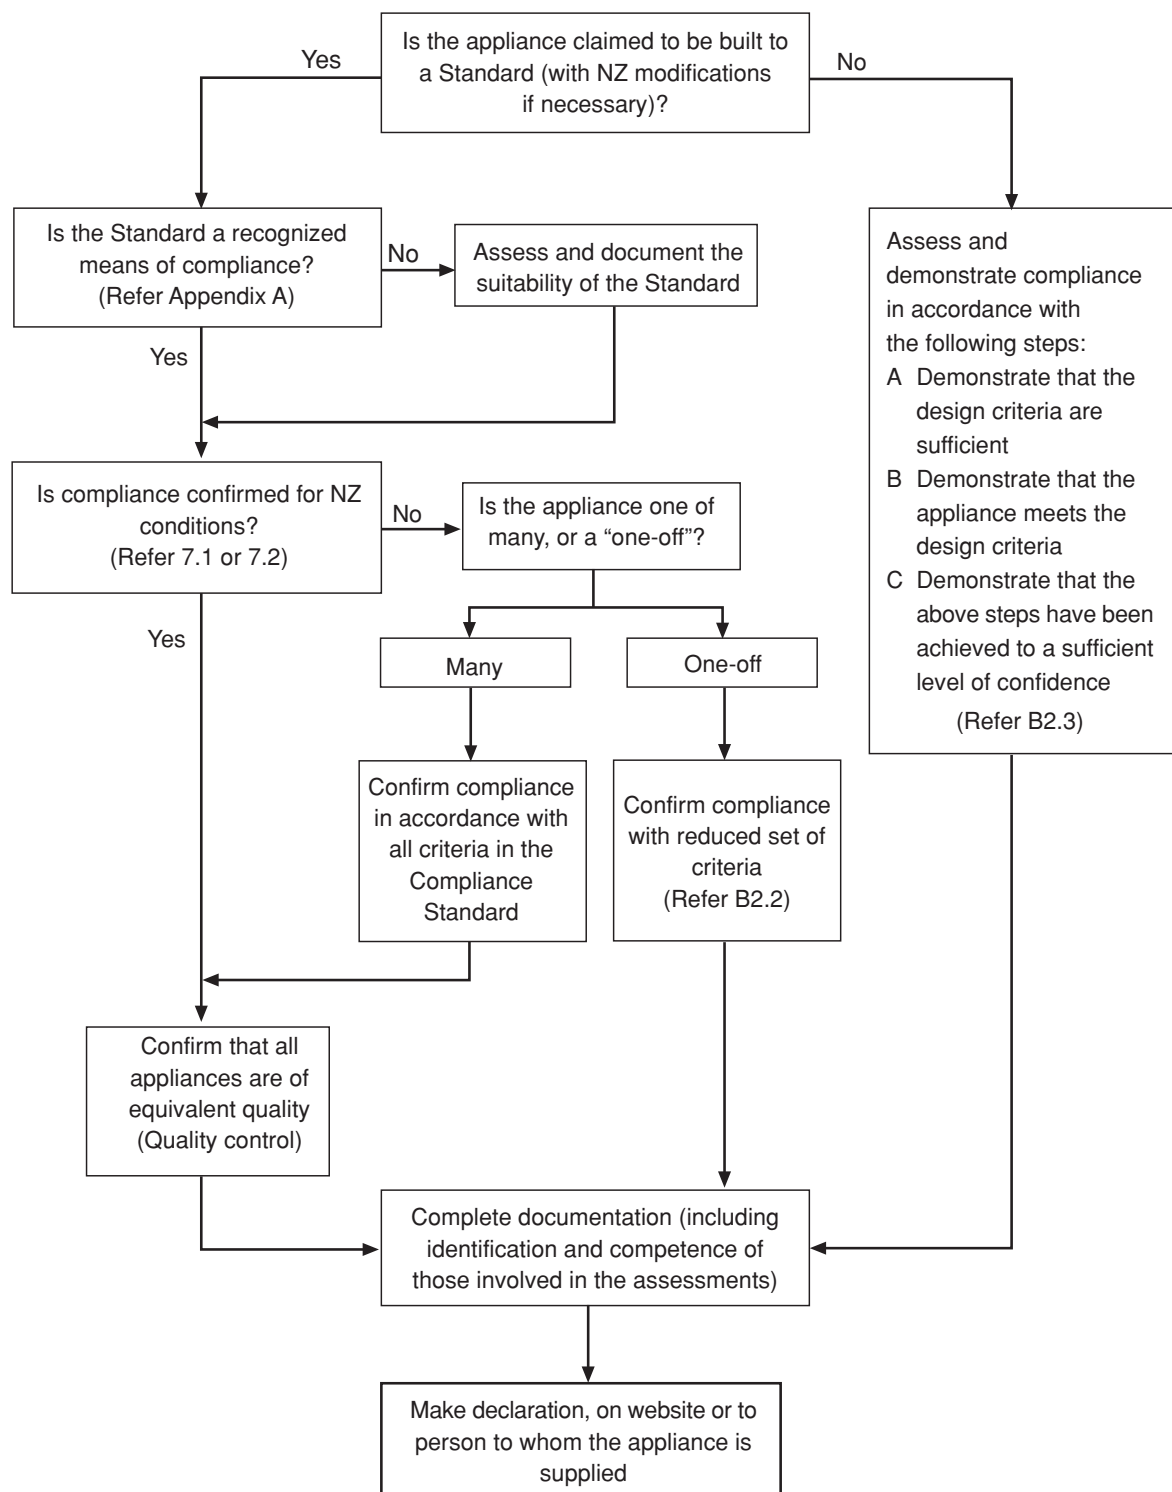 Is the appliance claimed to be built to
a Standard (with NZ modifications
if necessary)?
Yes
No
Is the Standard a recognized
means of compliance?
(Refer Appendix A)
No
Assess and document the
suitability of the Standard
Yes
Assess and
demonstrate compliance
in accordance with
the following steps:
A Demonstrate that the
design criteria are
sufficient
B Demonstrate that the
appliance meets the
design criteria
C Demonstrate that the
above steps have been
achieved to a sufficient
level of confidence
(Refer B2.3)
Is compliance confirmed for NZ
conditions?
(Refer 7.1 or 7.2)
No
Is the appliance one of
many, or a “one-off”?
Yes
Many
One-off
Confirm compliance
in accordance with
all criteria in the
Compliance
Standard
Confirm compliance
with reduced set of
criteria
(Refer B2.2)
Confirm that all
appliances are of
equivalent quality
(Quality control)
Complete documentation (including
identification and competence of
those involved in the assessments)
Make declaration, on website or to
person to whom the appliance is
supplied